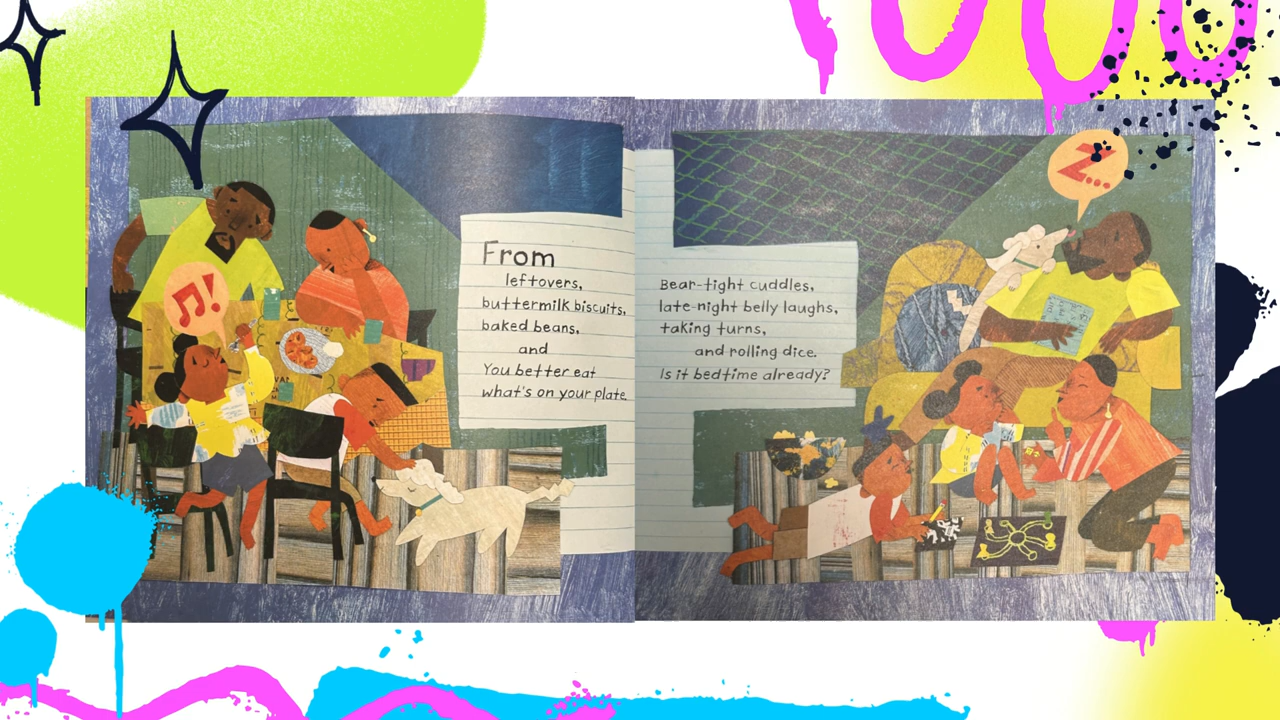 From
leftovers,
buttermilk biscuits,
baked beans,
and
You better eat
what's on your plate.
Bear-tight cuddles,
late-night belly laughs,
taking turns,
and rolling dice.
Is it bedtime already?
Z...